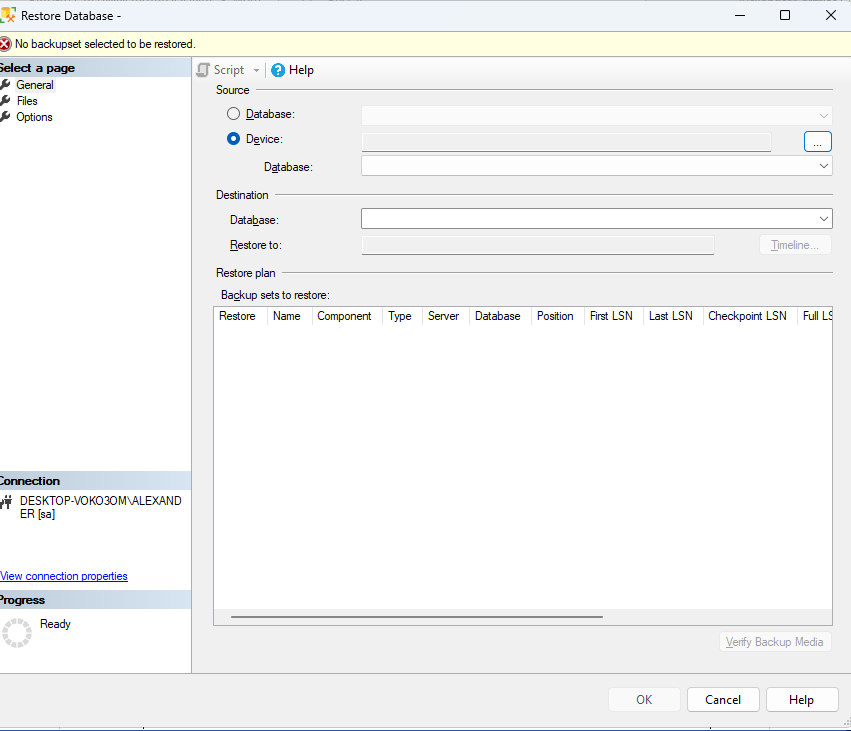 Restore Database -
No backupset selected to be restored.
Select a page
General
Files
Options
Script
Help
Source
Database:
Device:
...
Database:
Destination
Database:
Restore to:
Timeline...
Restore plan
Backup sets to restore:
Restore Name Component Type Server Database Position First LSN Last LSN Checkpoint LSN Full LS
Connection
DESKTOP-VOKO3OM\ALEXAND
ER [sa]
View connection properties
Progress
Ready
Verify Backup Media
OK Cancel Help